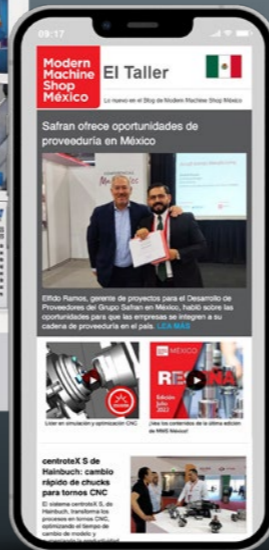 09:17
Modern
Machine
Shop
México
El Taller
Lo nuevo en el Blog de Modern Machine Shop México
Safran ofrece oportunidades de
proveeduría en México
Elfido Ramos, gerente de proyectos para el Desarrollo de
Proveedores del Grupo Safran en México, habló sobre las
oportunidades para que las empresas se integren a su
cadena de proveeduría en el país. LEA MÁS
MÉXICO
Edición
Julio
2022
Líder en simulación y optimización CNC
¡Vea los contenidos de la última edición
de MMS México!
centroteX S de
Hainbuch: cambio
rápido de chucks
para tornos CNC
El sistema centroteX S, de
Hainbuch, transforma los
procesos en tornos CNC,
optimizando el tiempo de
cambio de modelo y